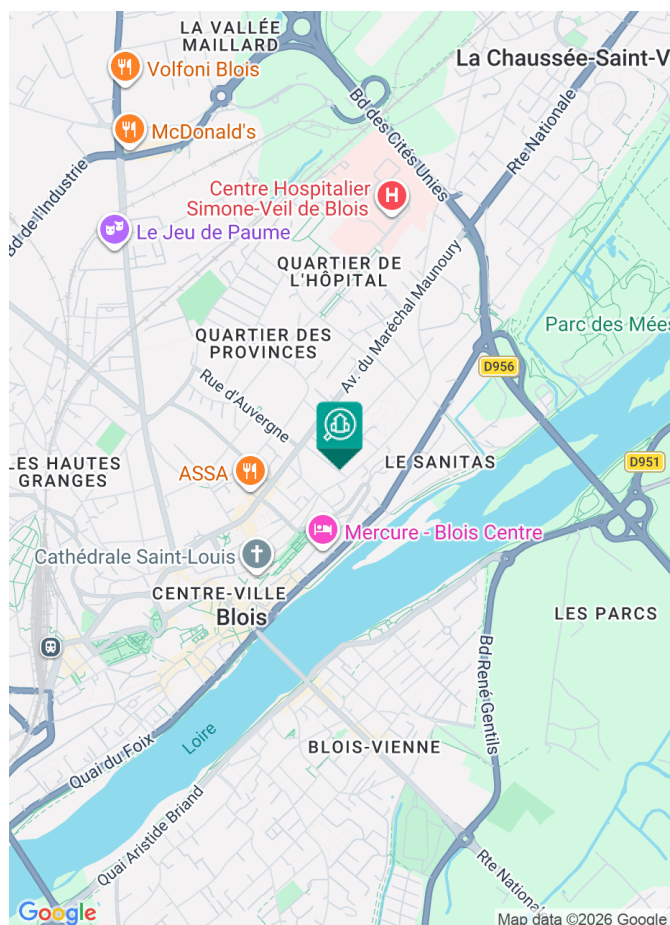 LA VALLÉE
MAILLARD
La Chaussée-Saint-V
Volfoni Blois
Bd des Cités Unies
Rte Nationale
McDonald's
Bd de l'Industrie
Centre Hospitalier
Simone-Veil de Blois
H
Le Jeu de Paume
QUARTIER DE
L'HÔPITAL
Av. du Maréchal Maunoury
Parc des Mées
QUARTIER DES
PROVINCES
D956
Rue d'Auvergne
LES HAUTES
GRANGES
ASSA
LE SANITAS
D951
Mercure - Blois Centre
Cathédrale Saint-Louis
CENTRE-VILLE
Blois
LES PARCS
Bd René Gentils
Loire
BLOIS-VIENNE
Quai du Foix
Quai Aristide Briand
Rte National
Google
Map data ©2026 Google